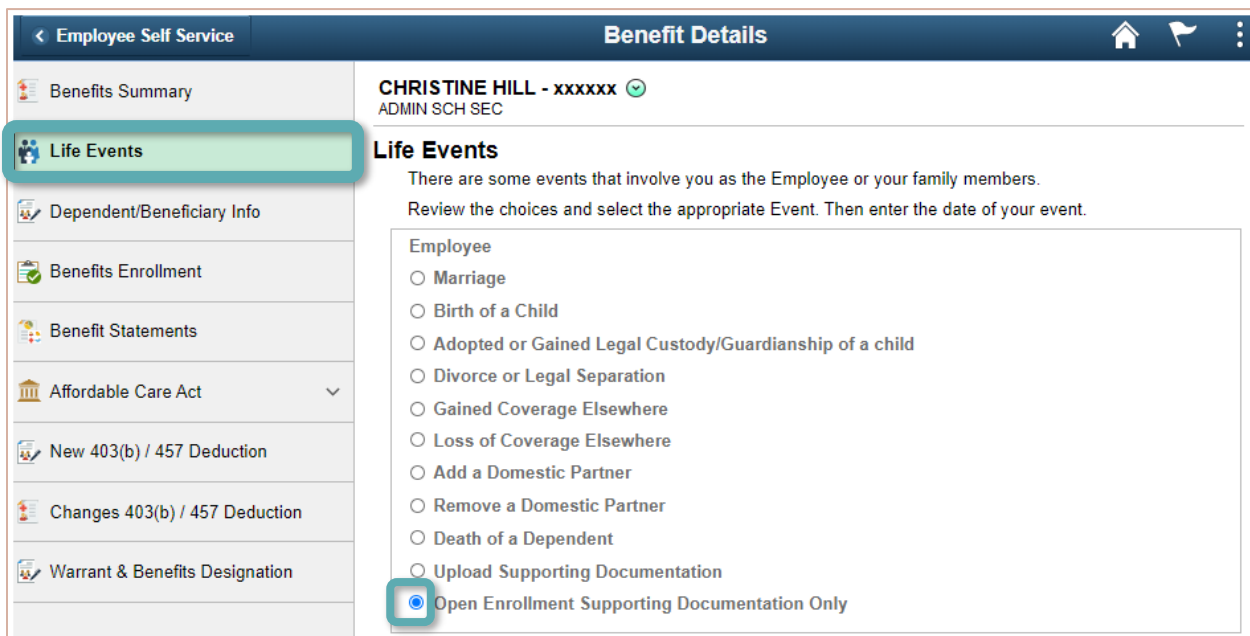 Employee Self Service
Benefit Details
Benefits Summary
Life Events
Dependent/Beneficiary Info
Benefits Enrollment
Benefit Statements
Affordable Care Act
New 403(b) / 457 Deduction
Changes 403(b) / 457 Deduction
Warrant & Benefits Designation
CHRISTINE HILL - xxxxxx
ADMIN SCH SEC
Life Events
There are some events that involve you as the Employee or your family members.
Review the choices and select the appropriate Event. Then enter the date of your event.
Employee
Marriage
Birth of a Child
Adopted or Gained Legal Custody/Guardianship of a child
Divorce or Legal Separation
Gained Coverage Elsewhere
Loss of Coverage Elsewhere
Add a Domestic Partner
Remove a Domestic Partner
Death of a Dependent
Upload Supporting Documentation
Open Enrollment Supporting Documentation Only